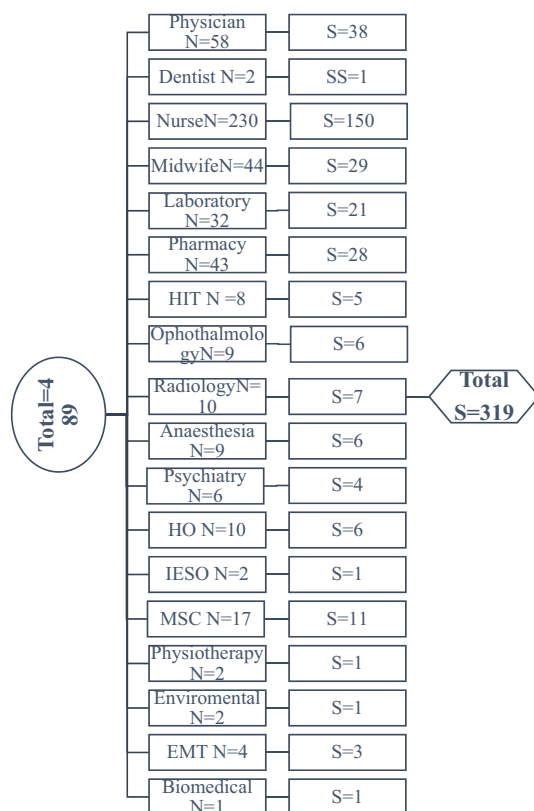 Physician
N=58
S=38
Dentist N=2
SS=1
NurseN=230
S=150
MidwifeN=44
S=29
Laboratory
N=32
S=21
Pharmacy
N=43
S=28
HIT N =8
S=5
Ophothalmolo
gyN=9
S=6
Total=4
89
RadiologyN=
10
S=7
Total
S=319
Anaesthesia
N=9
S=6
Psychiatry
N=6
S=4
HO N=10
S=6
IESO N=2
S=1
MSC N=17
S=11
Physiotherapy
N=2
S=1
Enviromental
N=2
S=1
EMT N=4
S=3
Biomedical
N=1
S=1